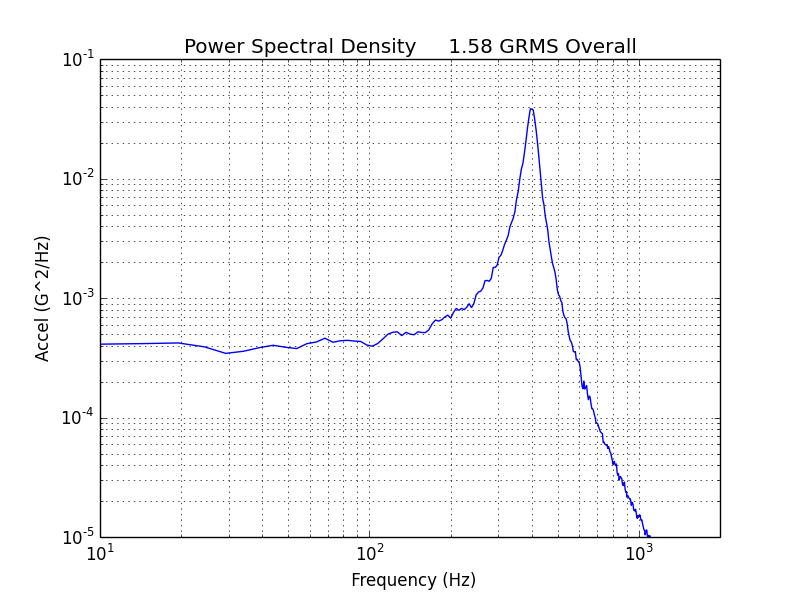 Power Spectral Density 1.58 GRMS Overall
10^-1
10^-2
10^-3
10^-4
10^-5
Accel (G^2/Hz)
10^1 10^2 10^3
Frequency (Hz)